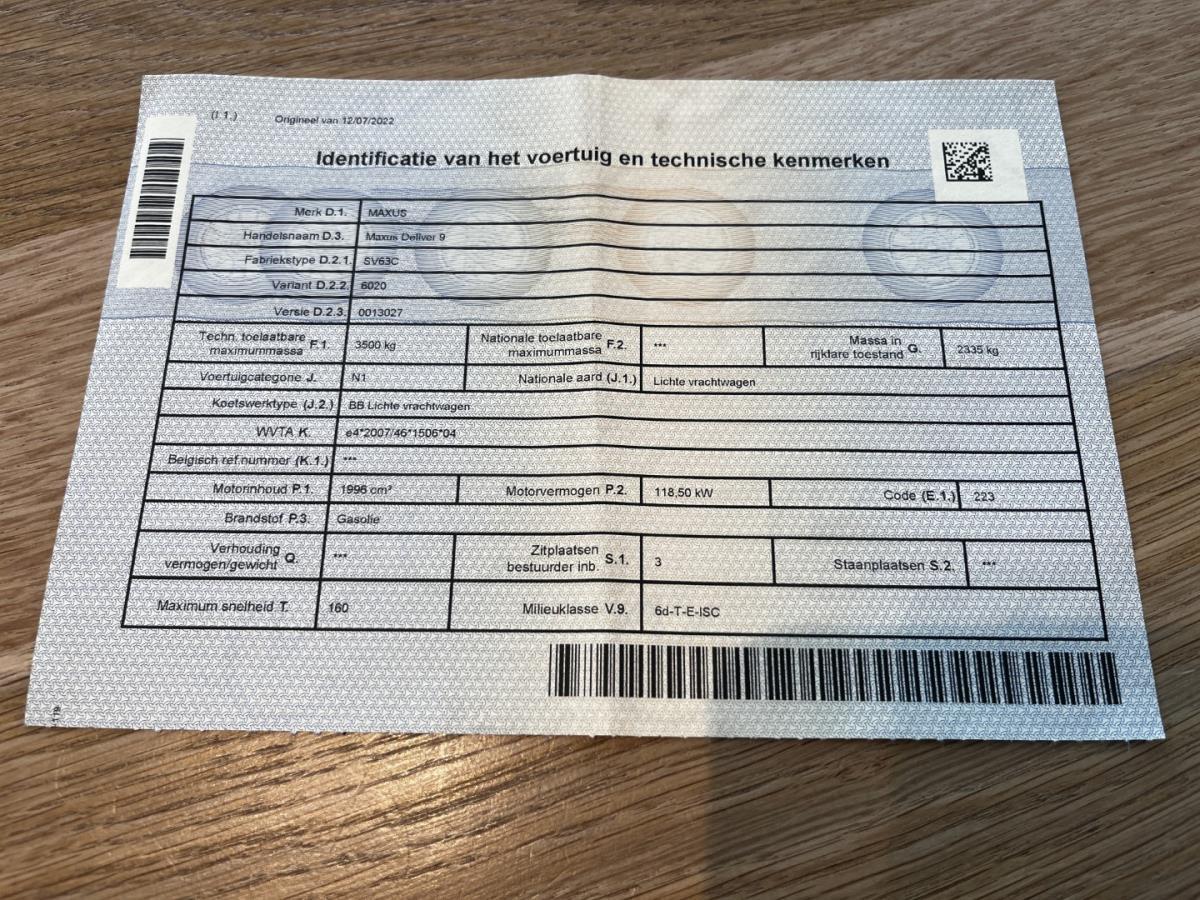 (I.1.) Origineel van 12/07/2022
Identificatie van het voertuig en technische kenmerken
Merk D.1. MAXUS
Handelsnaam D.3. Maxus Deliver 9
Fabriekstype D.2.1. SV63C
Variant D.2.2. 6020
Versie D.2.3. 0013027
Techn. toelaatbare maximummassa F.1. 3500 kg Nationale toelaatbare maximummassa F.2. *** Massa in rijklare toestand G. 2335 kg
Voertuigcategorie J. N1 Nationale aard (J.1.) Lichte vrachtwagen
Koetswerktype (J.2.) BB Lichte vrachtwagen
WVTA K. e4*2007/46*1506*04
Belgisch ref.nummer (K.1.) ***
Motorinhoud P.1. 1996 cm³ Motorvermogen P.2. 118,50 kW Code (E.1.) 223
Brandstof P.3. Gasolie
Verhouding vermogen/gewicht Q. *** Zitplaatsen bestuurder inb. S.1. 3 Staanplaatsen S.2. ***
Maximum snelheid T. 160 Milieuklasse V.9. 6d-T-E-ISC